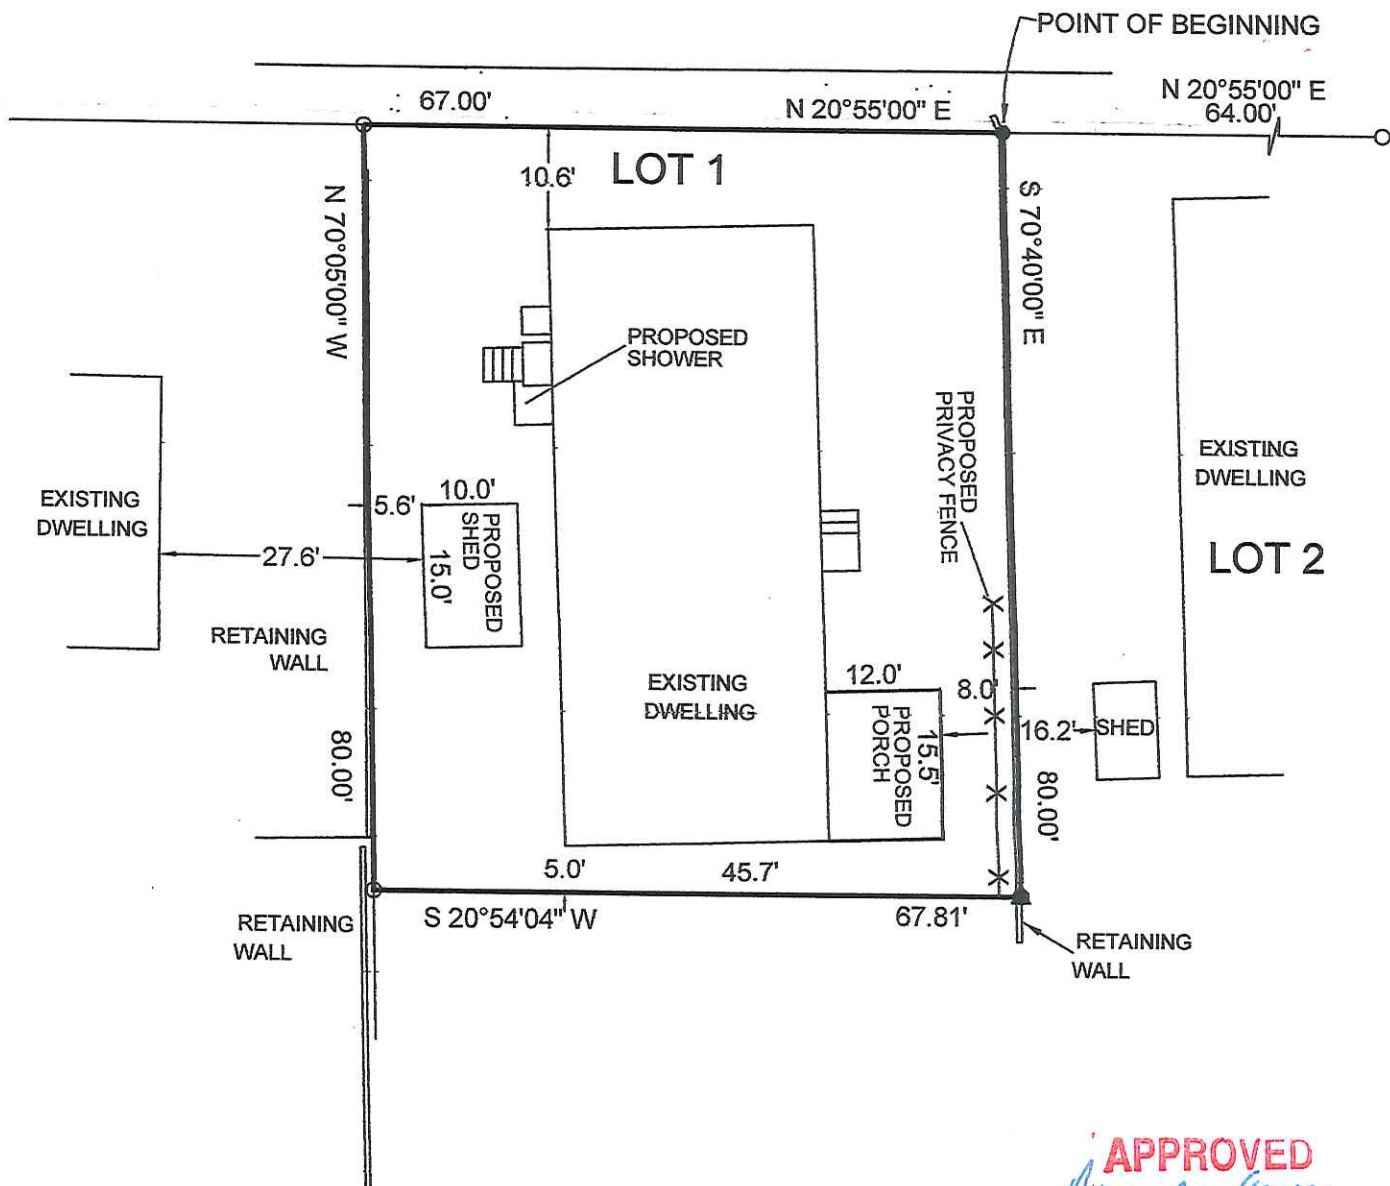 POINT OF BEGINNING
N 20°55'00" E
64.00'
67.00'
N 20°55'00" E
LOT 1
10.6'
N 70°05'00" W
S 70°40'00" E
PROPOSED
SHOWER
PROPOSED
PRIVACY FENCE
EXISTING
DWELLING
5.6'
10.0'
PROPOSED
SHED
15.0'
27.6'
EXISTING
DWELLING
LOT 2
RETAINING
WALL
EXISTING
DWELLING
12.0'
8.0'
PROPOSED
PORCH
15.5'
16.2'
SHED
80.00'
80.00'
5.0'
45.7'
S 20°54'04" W
67.81'
RETAINING
WALL
RETAINING
WALL
APPROVED